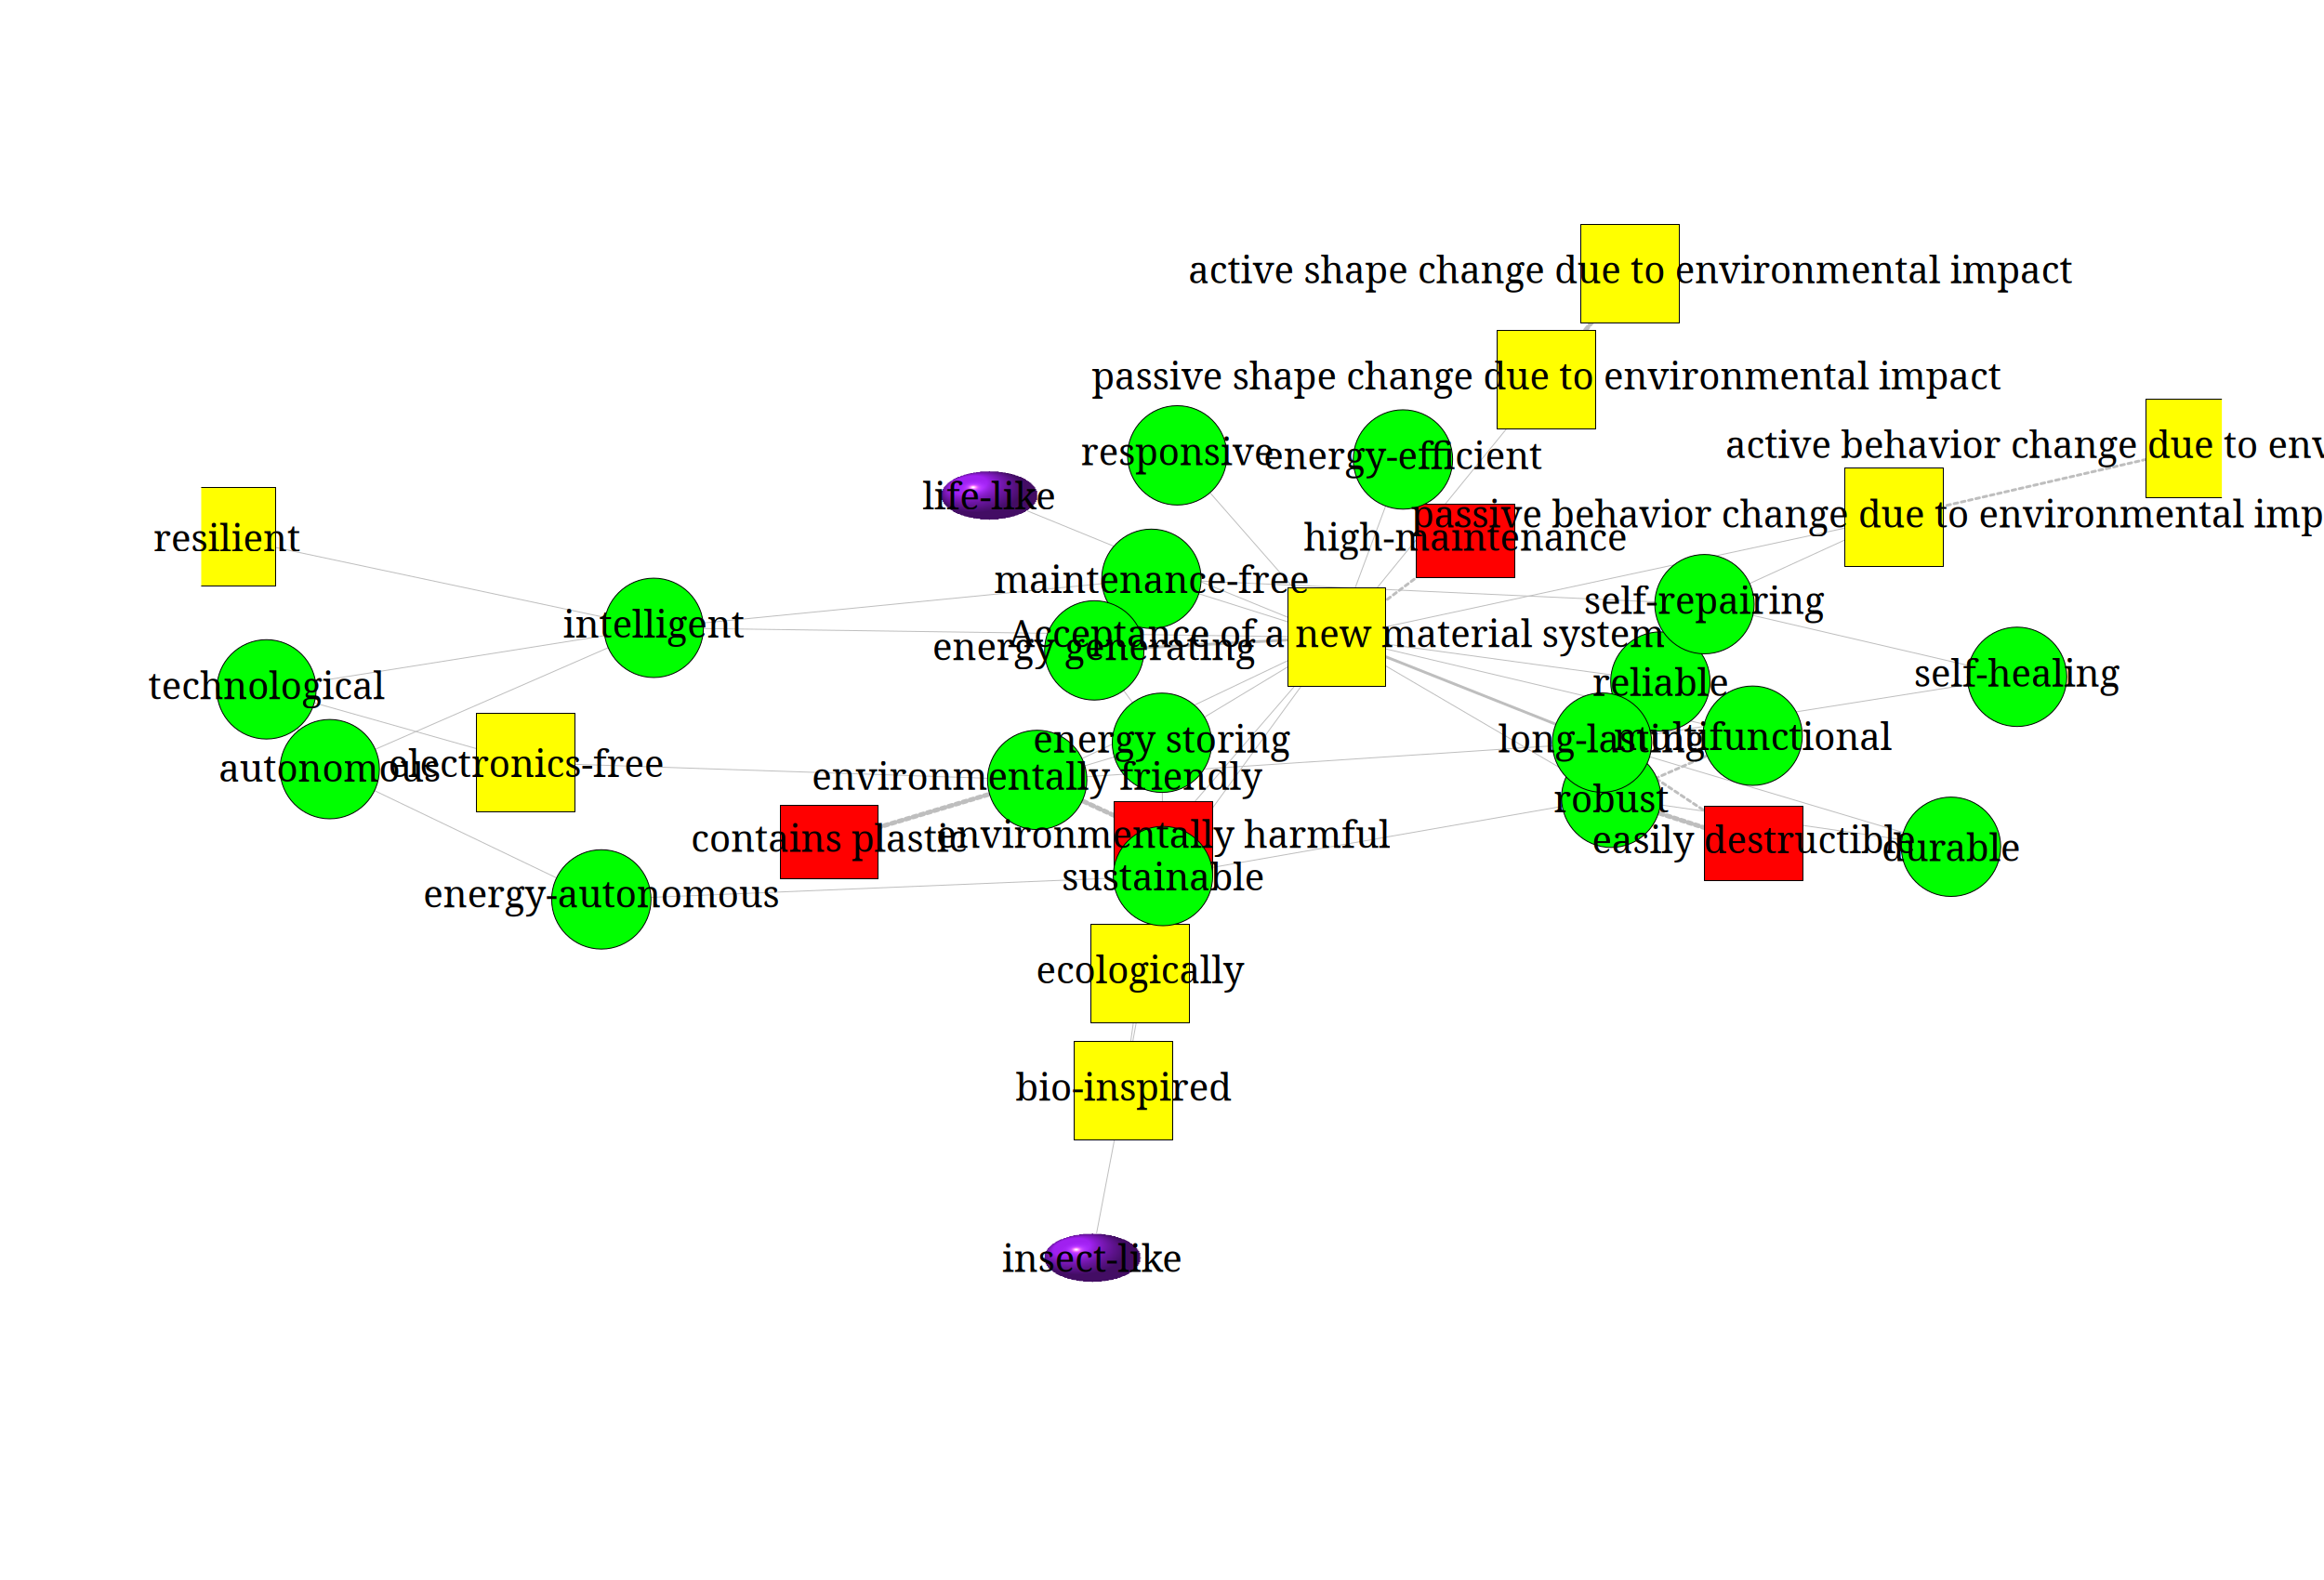 active shape change due to environmental impact
passive shape change due to environmental impact
active behavior change due to env
responsive
energy-efficient
life-like
passive behavior change due to environmental imp
high-maintenance
resilient
maintenance-free
self-repairing
intelligent
Acceptance of a new material system
energy generating
self-healing
technological
reliable
energy storing
long-lasting
multifunctional
autonomous
electronics-free
environmentally friendly
robust
contains plastic
environmentally harmful
easily destructible
durable
sustainable
energy-autonomous
ecologically
bio-inspired
insect-like